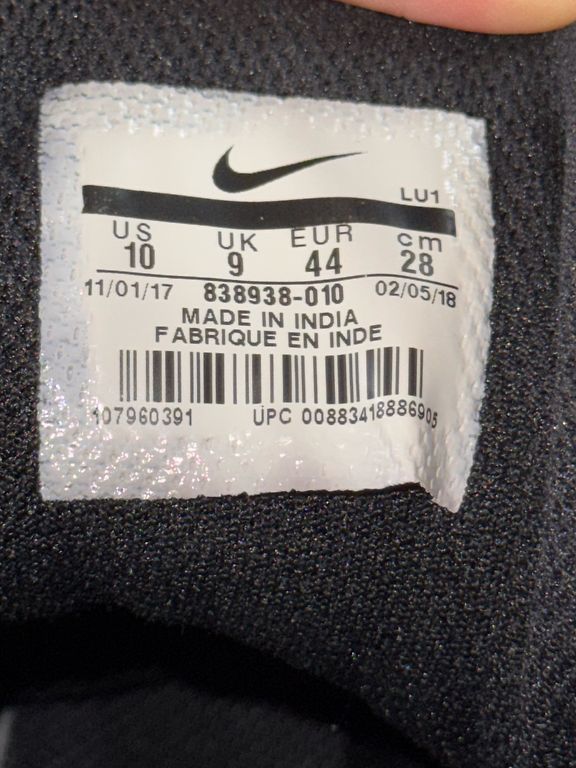 LU1
US UK EUR cm
10 9 44 28
11/01/17 838938-010 02/05/18
MADE IN INDIA
FABRIQUE EN INDE
107960391 UPC 00883418886905